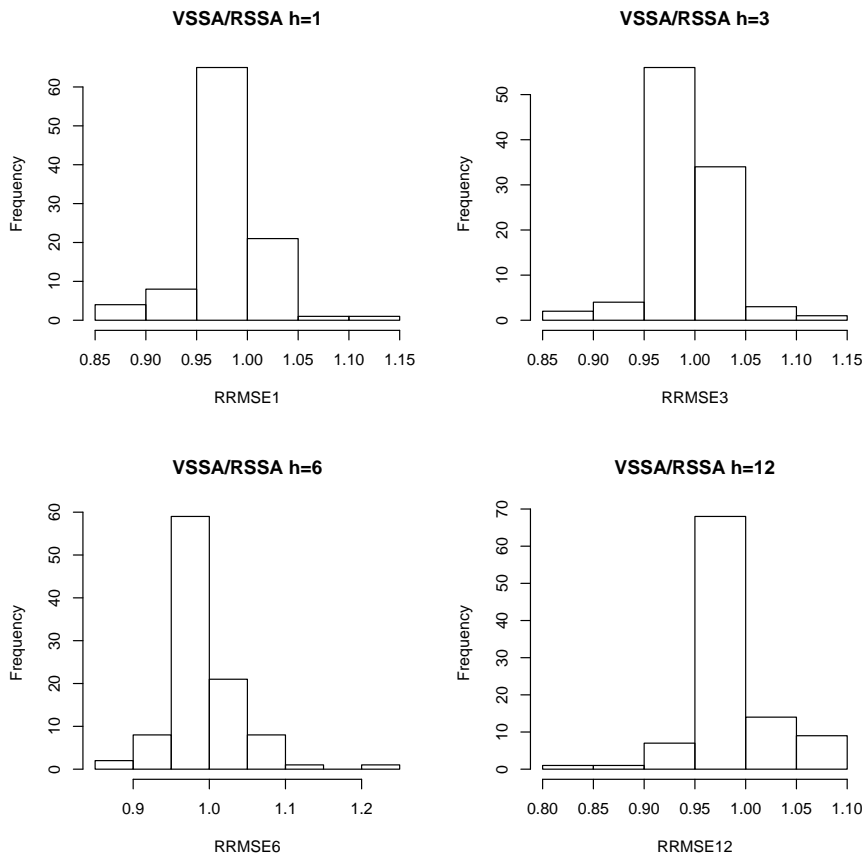 VSSA/RSSA h=1
Frequency
0 10 20 30 40 50 60
0.85 0.90 0.95 1.00 1.05 1.10 1.15
RRMSE1
VSSA/RSSA h=3
Frequency
0 10 20 30 40 50
0.85 0.90 0.95 1.00 1.05 1.10 1.15
RRMSE3
VSSA/RSSA h=6
Frequency
0 10 20 30 40 50 60
0.9 1.0 1.1 1.2
RRMSE6
VSSA/RSSA h=12
Frequency
0 10 20 30 40 50 60 70
0.80 0.85 0.90 0.95 1.00 1.05 1.10
RRMSE12